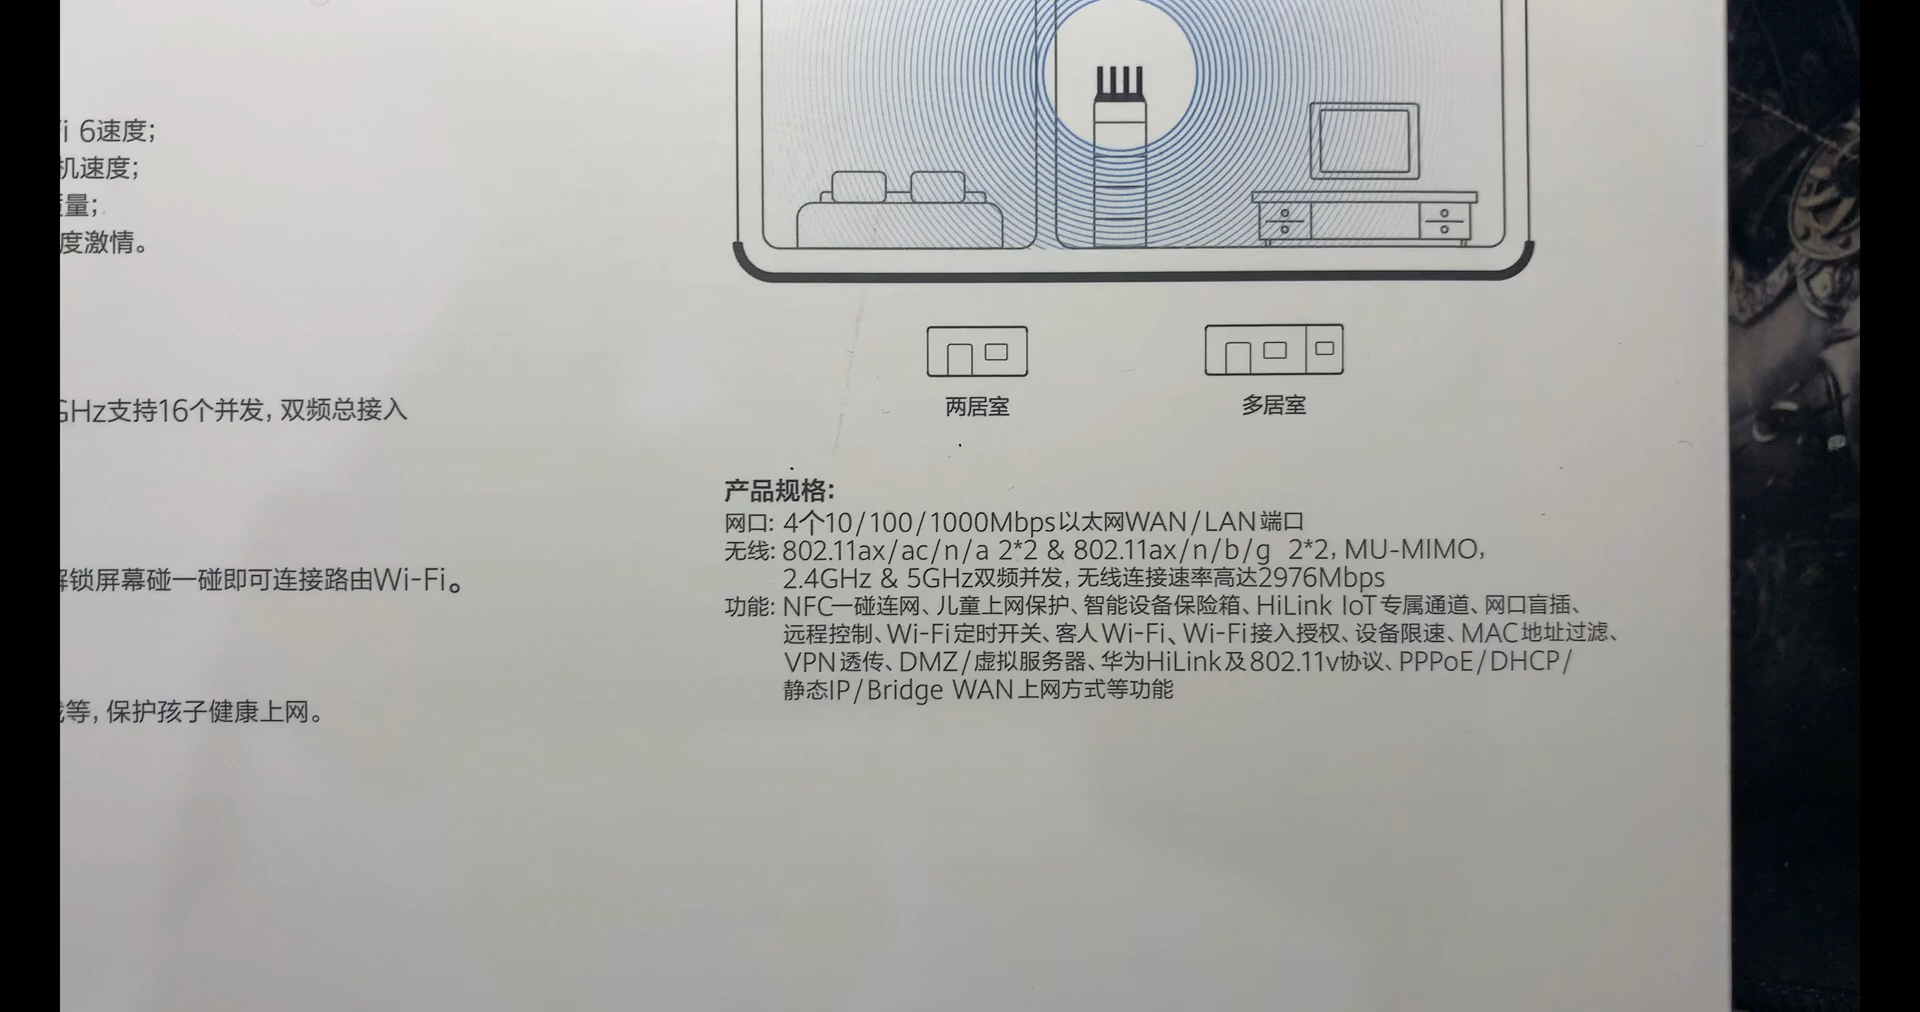 6速度;
机速度;
量;
度激情。
GHz支持16个并发, 双频总接入
解锁屏幕碰一碰即可连接路由Wi-Fi。
等, 保护孩子健康上网。
两居室
多居室
产品规格:
网口: 4个10/100/1000Mbps以太网WAN/LAN端口
无线: 802.11ax/ac/n/a 2*2 & 802.11ax/n/b/g 2*2, MU-MIMO,
2.4GHz & 5GHz双频并发, 无线连接速率高达2976Mbps
功能: NFC一碰连网、儿童上网保护、智能设备保险箱、HiLink IoT专属通道、网口盲插、
远程控制、Wi-Fi定时开关、客人Wi-Fi、Wi-Fi接入授权、设备限速、MAC地址过滤、
VPN透传、DMZ/虚拟服务器、华为HiLink及802.11v协议、PPPoE/DHCP/
静态IP/Bridge WAN上网方式等功能